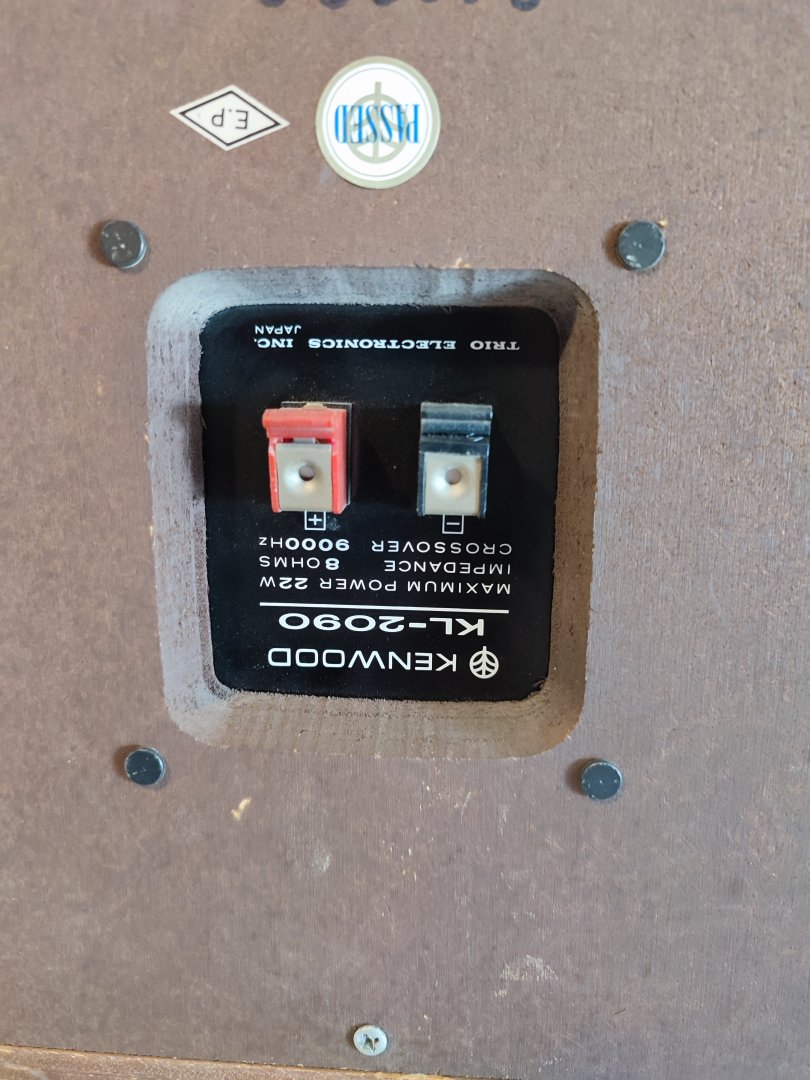 KENWOOD
KL-2090
MAXIMUM POWER 22W
IMPEDANCE 8 OHMS
CROSSOVER 9000Hz
− +
TRIO ELECTRONICS INC.
JAPAN
PASSED
E.P